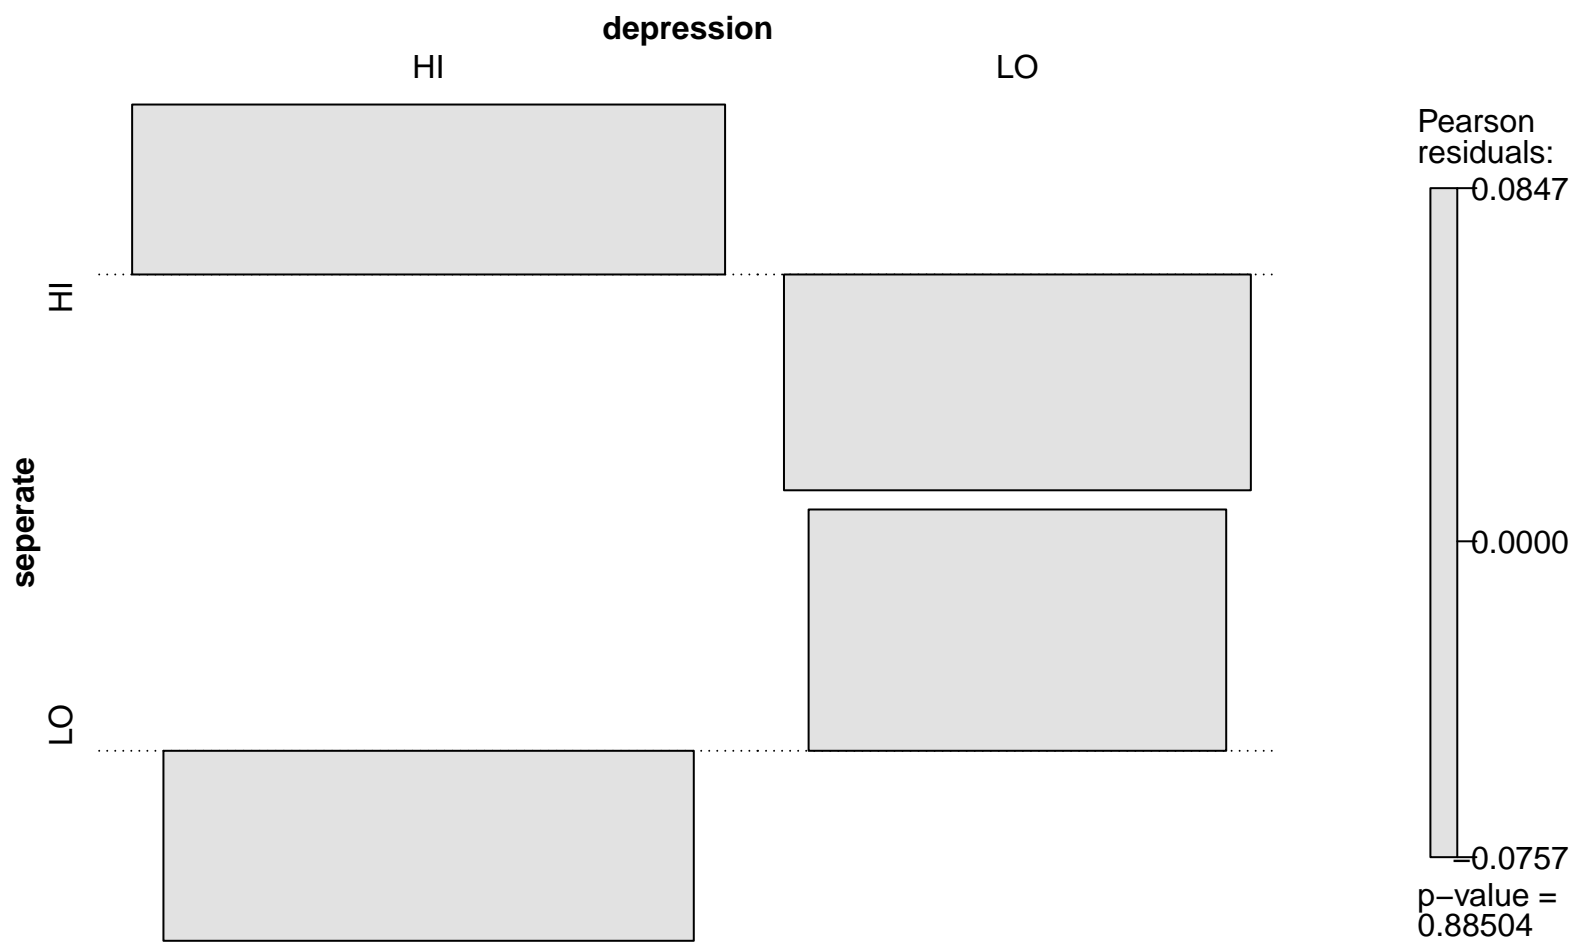 depression
HI
LO
HI
seperate
LO
Pearson
residuals:
0.0847
0.0000
−0.0757
p−value =
0.88504